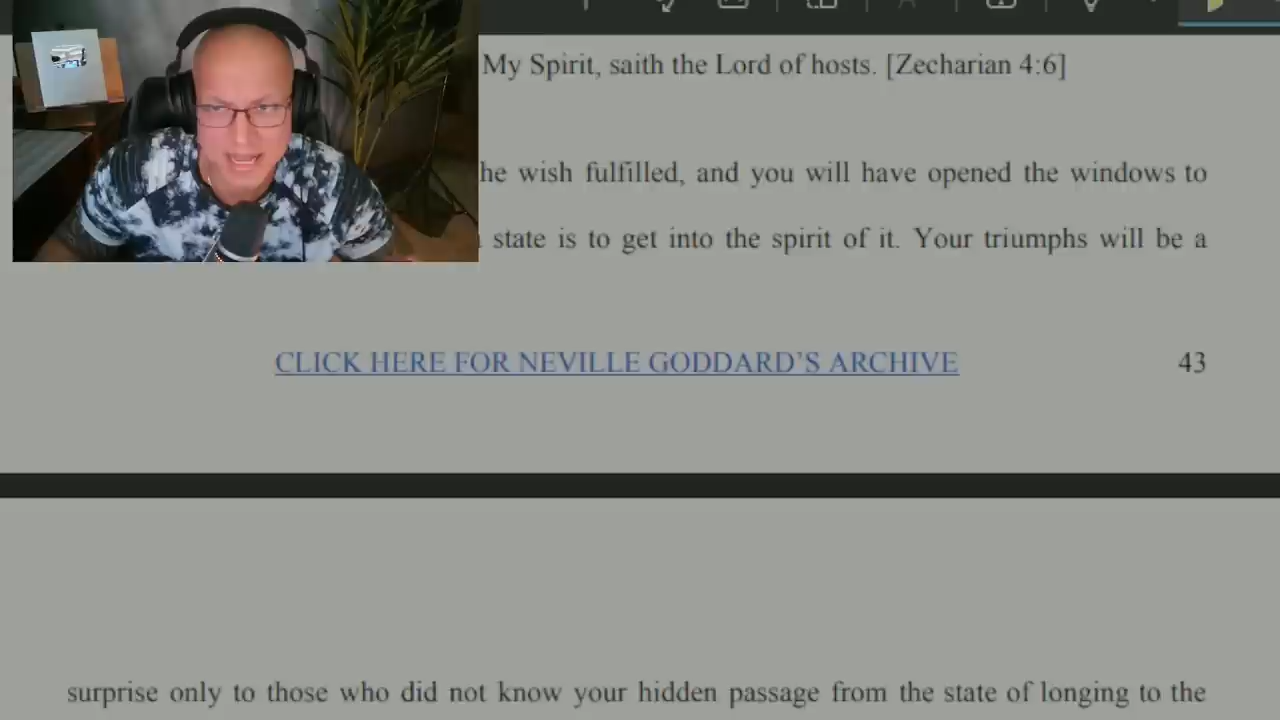 My Spirit, saith the Lord of hosts. [Zecharian 4:6]
he wish fulfilled, and you will have opened the windows to
state is to get into the spirit of it. Your triumphs will be a
CLICK HERE FOR NEVILLE GODDARD’S ARCHIVE 43
surprise only to those who did not know your hidden passage from the state of longing to the